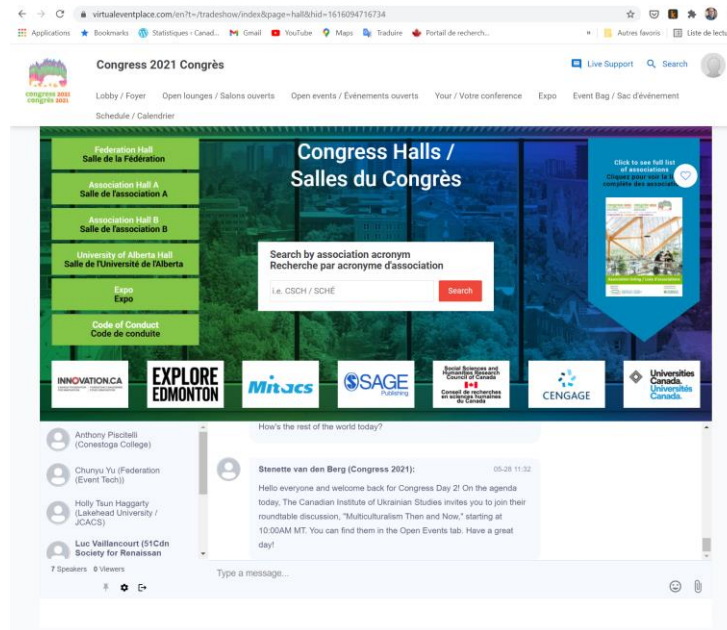 virtualeventplace.com/en?t=/tradeshow/index&page=hall&hid=1616094716734
Applications Bookmarks Statistiques : Canad... Gmail YouTube Maps Traduire Portail de recherch... » Autres favoris Liste de lectu
congress 2021
congrès 2021
Congress 2021 Congrès
Live Support Search
Lobby / Foyer Open lounges / Salons ouverts Open events / Événements ouverts Your / Votre conference Expo Event Bag / Sac d'événement
Schedule / Calendrier
Federation Hall
Salle de la Fédération
Association Hall A
Salle de l'association A
Association Hall B
Salle de l'association B
University of Alberta Hall
Salle de l'Université de l'Alberta
Expo
Expo
Code of Conduct
Code de conduite
Congress Halls /
Salles du Congrès
Search by association acronym
Recherche par acronyme d'association
i.e. CSCH / SCHÉ
Search
Click to see full list
of associations
Cliquez pour voir la
complète des
INNOVATION.CA
EXPLORE
EDMONTON
Mitacs
SAGE
Publishing
Social Sciences and
Humanities Research
Council of Canada
Conseil de recherches
en sciences humaines
du Canada
CENGAGE
Universities
Canada.
Universités
Canada.
Anthony Piscitelli
(Conestoga College)
Chunyu Yu (Federation
(Event Tech))
Holly Tsun Haggarty
(Lakehead University /
JCACS)
Luc Vaillancourt (51Cdn
Society for Renaissan
7 Speakers 0 Viewers
How's the rest of the world today?
Stenette van den Berg (Congress 2021): 05-28 11:32
Hello everyone and welcome back for Congress Day 2! On the agenda
today, The Canadian Institute of Ukrainian Studies invites you to join their
roundtable discussion, "Multiculturalism Then and Now," starting at
10:00AM MT. You can find them in the Open Events tab. Have a great
day!
Type a message...